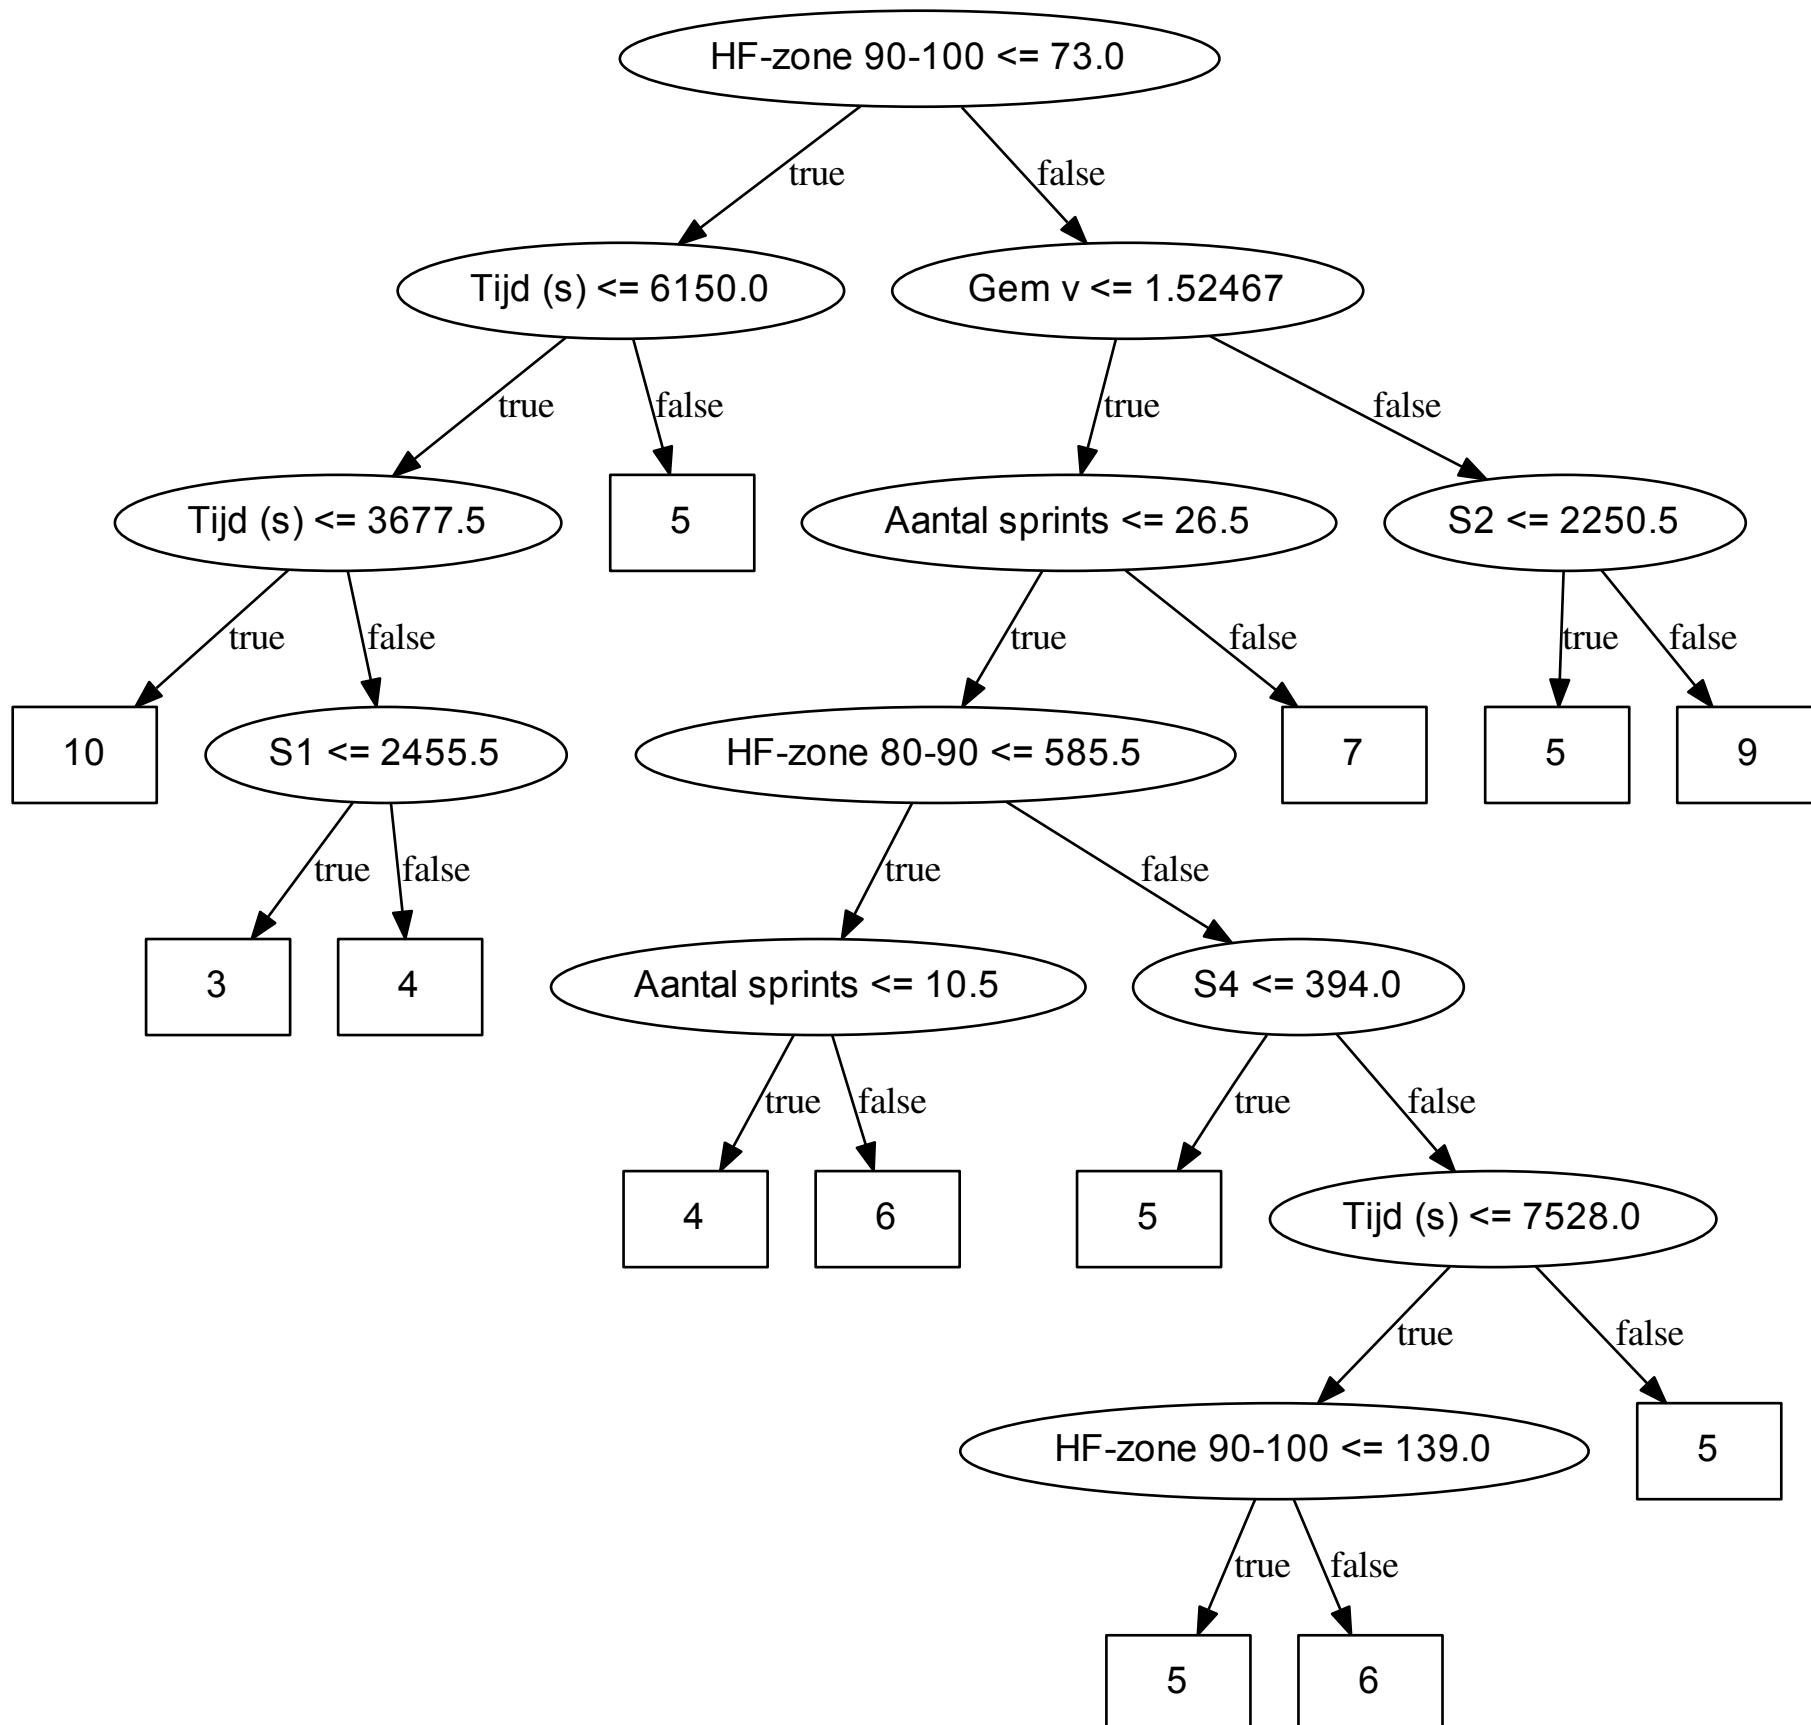 HF-zone 90-100 <= 73.0
true
false
Tijd (s) <= 6150.0
Gem v <= 1.52467
true
false
true
false
Tijd (s) <= 3677.5
5
Aantal sprints <= 26.5
S2 <= 2250.5
true
false
true
false
true
false
10
S1 <= 2455.5
HF-zone 80-90 <= 585.5
7
5
9
true
false
true
false
3
4
Aantal sprints <= 10.5
S4 <= 394.0
true
false
true
false
4
6
5
Tijd (s) <= 7528.0
true
false
HF-zone 90-100 <= 139.0
5
true
false
5
6